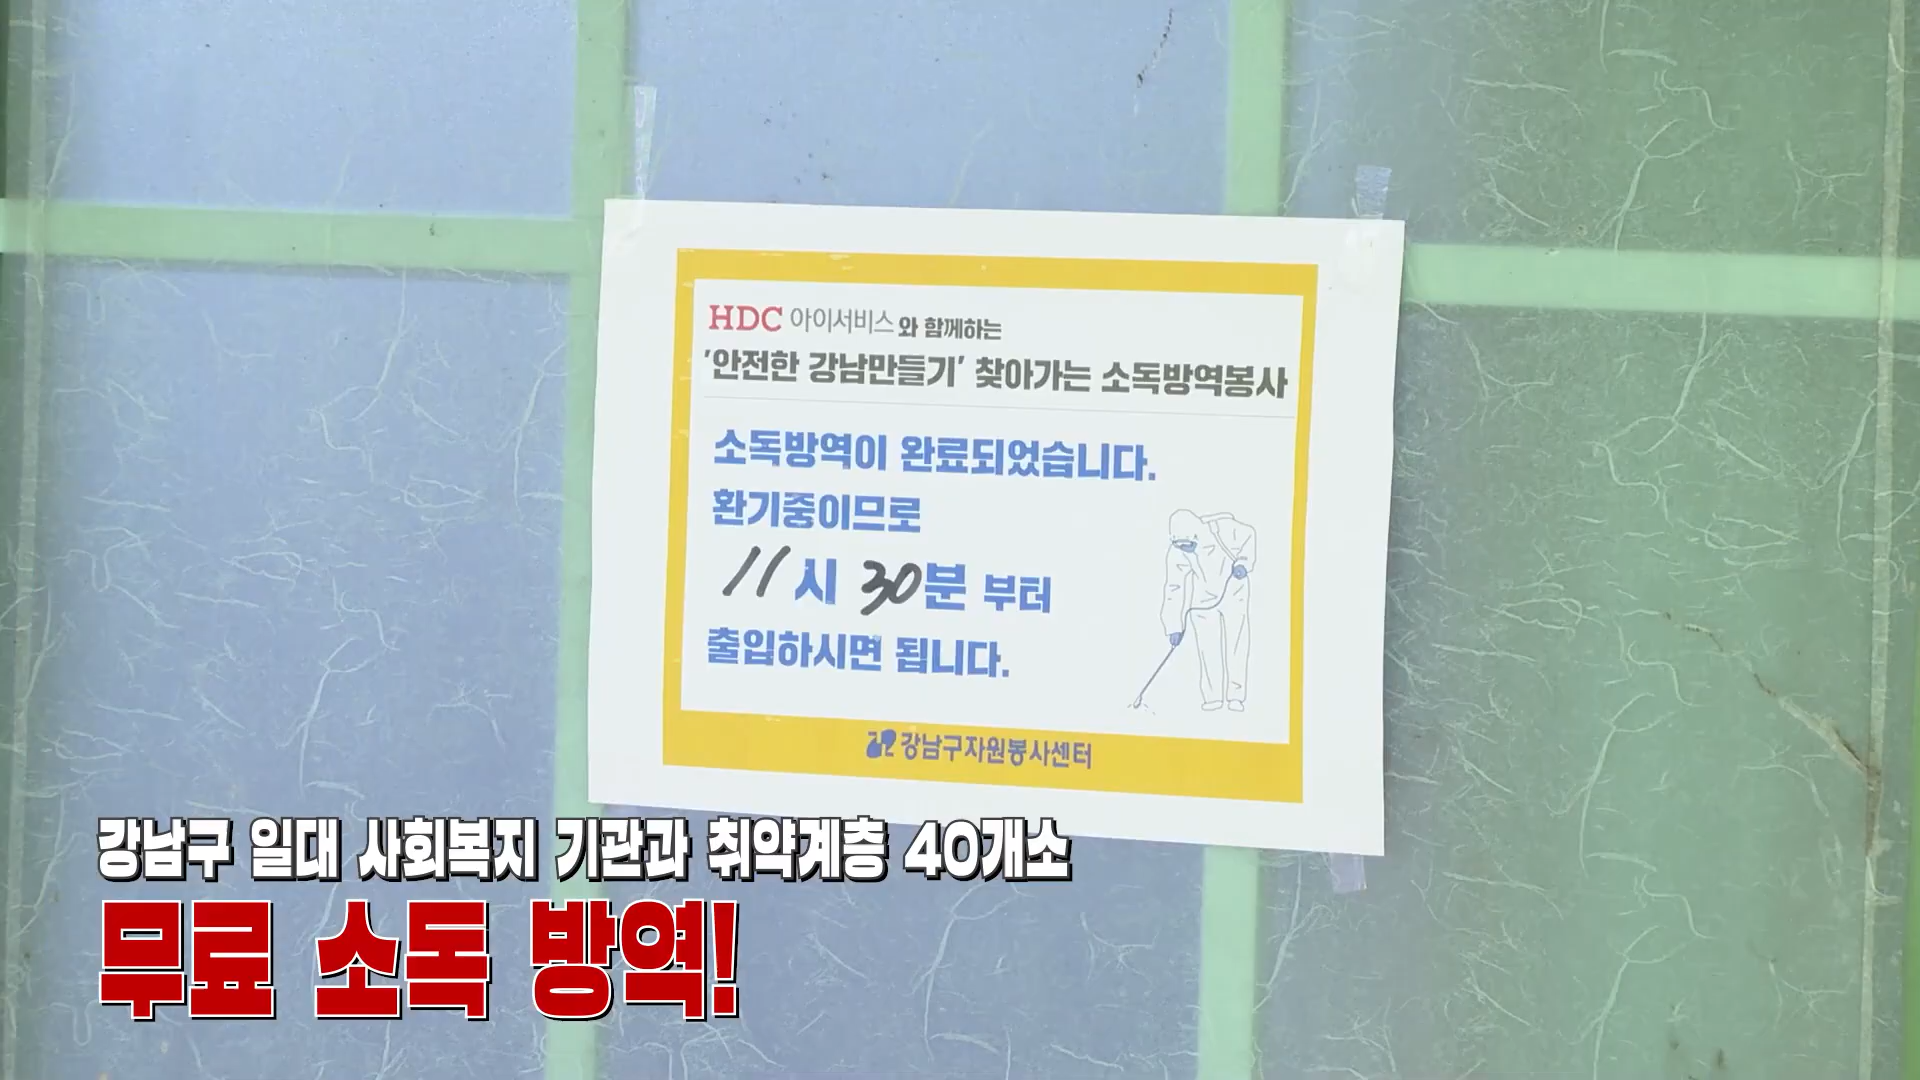 HDC 아이서비스 와 함께하는
'안전한 강남만들기' 찾아가는 소독방역봉사
소독방역이 완료되었습니다.
환기중이므로
11시 30분 부터
출입하시면 됩니다.
강남구자원봉사센터
강남구 일대 사회복지 기관과 취약계층 40개소
무료 소독 방역!